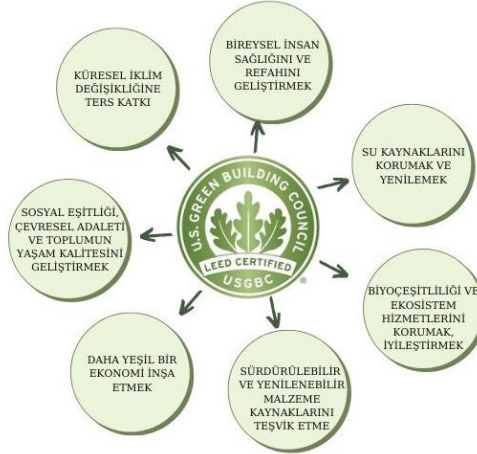 BİREYSEL İNSAN
SAĞLIĞINI VE
REFAHINI
GELİŞTİRMEK
KÜRESEL İKLİM
DEĞİŞİKLİĞİNE
TERS KATKI
SU KAYNAKLARINI
KORUMAK VE
YENİLEMEK
U.S. GREEN BUILDING COUNCIL
LEED CERTIFIED
USGBC
®
SOSYAL EŞİTLİĞİ,
ÇEVRESEL ADALETİ
VE TOPLUMUN
YAŞAM KALİTESİNİ
GELİŞTİRMEK
BİYOÇEŞİTLİLİĞİ VE
EKOSİSTEM
HİZMETLERİNİ
KORUMAK,
İYİLEŞTİRMEK
DAHA YEŞİL BİR
EKONOMİ İNŞA
ETMEK
SÜRDÜRÜLEBİLİR
VE YENİLENEBİLİR
MALZEME
KAYNAKLARINI
TEŞVİK ETME